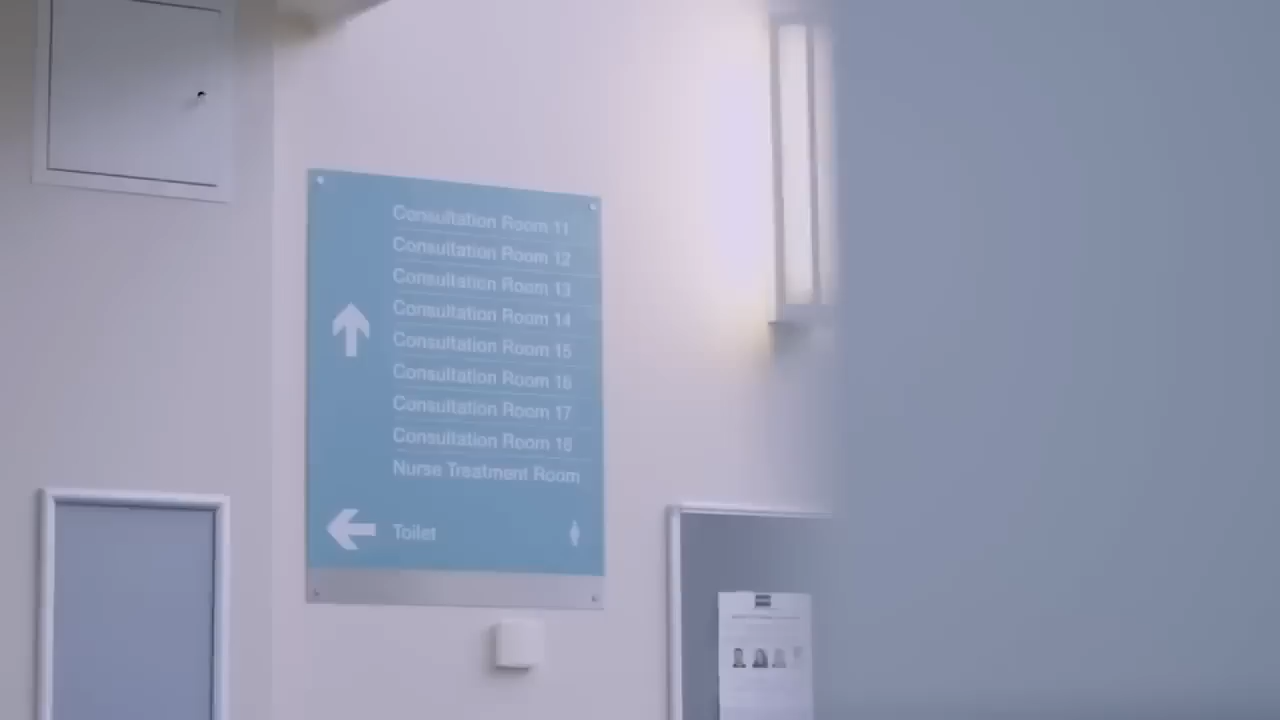 Consultation Room 11
Consultation Room 12
Consultation Room 13
Consultation Room 14
Consultation Room 15
Consultation Room 16
Consultation Room 17
Consultation Room 18
Nurse Treatment Room
Toilet